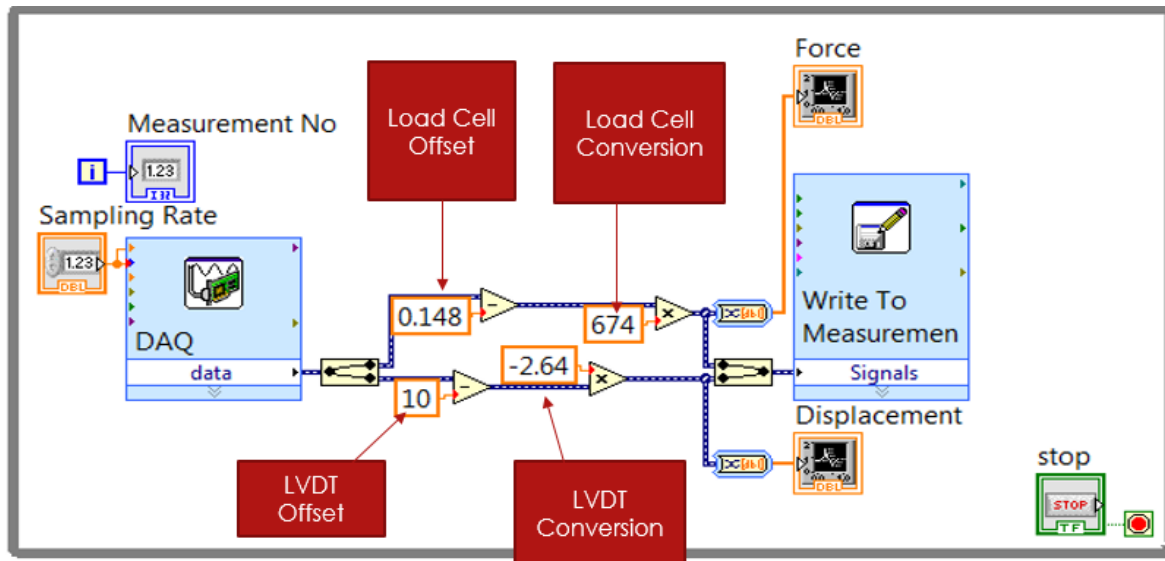 Force
Load Cell
Offset
Load Cell
Conversion
DBL
Measurement No
i
1.23
I32
Sampling Rate
1.23
DBL
0.148
674
Write To
Measuremen
DAQ
-2.64
data
Signals
10
Displacement
LVDT
Offset
LVDT
Conversion
DBL
stop
STOP
TF